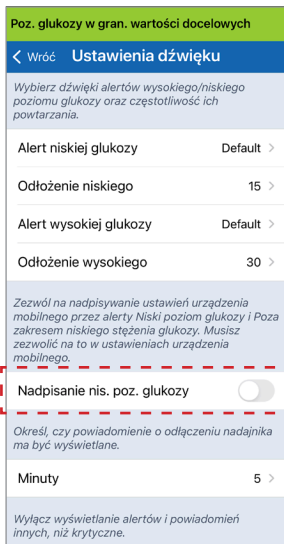 Poz. glukozy w gran. wartości docelowych
Wróć Ustawienia dźwięku
Wybierz dźwięki alertów wysokiego/niskiego
poziomu glukozy oraz częstotliwość ich
powtarzania.
Alert niskiej glukozy Default
Odłożenie niskiego 15
Alert wysokiej glukozy Default
Odłożenie wysokiego 30
Zezwól na nadpisywanie ustawień urządzenia
mobilnego przez alerty Niski poziom glukozy i Poza
zakresem niskiego stężenia glukozy. Musisz
zezwolić na to w ustawieniach urządzenia
mobilnego.
Nadpisanie nis. poz. glukozy
Określ, czy powiadomienie o odłączeniu nadajnika
ma być wyświetlane.
Minuty 5
Wyłącz wyświetlanie alertów i powiadomień
innych, niż krytyczne.